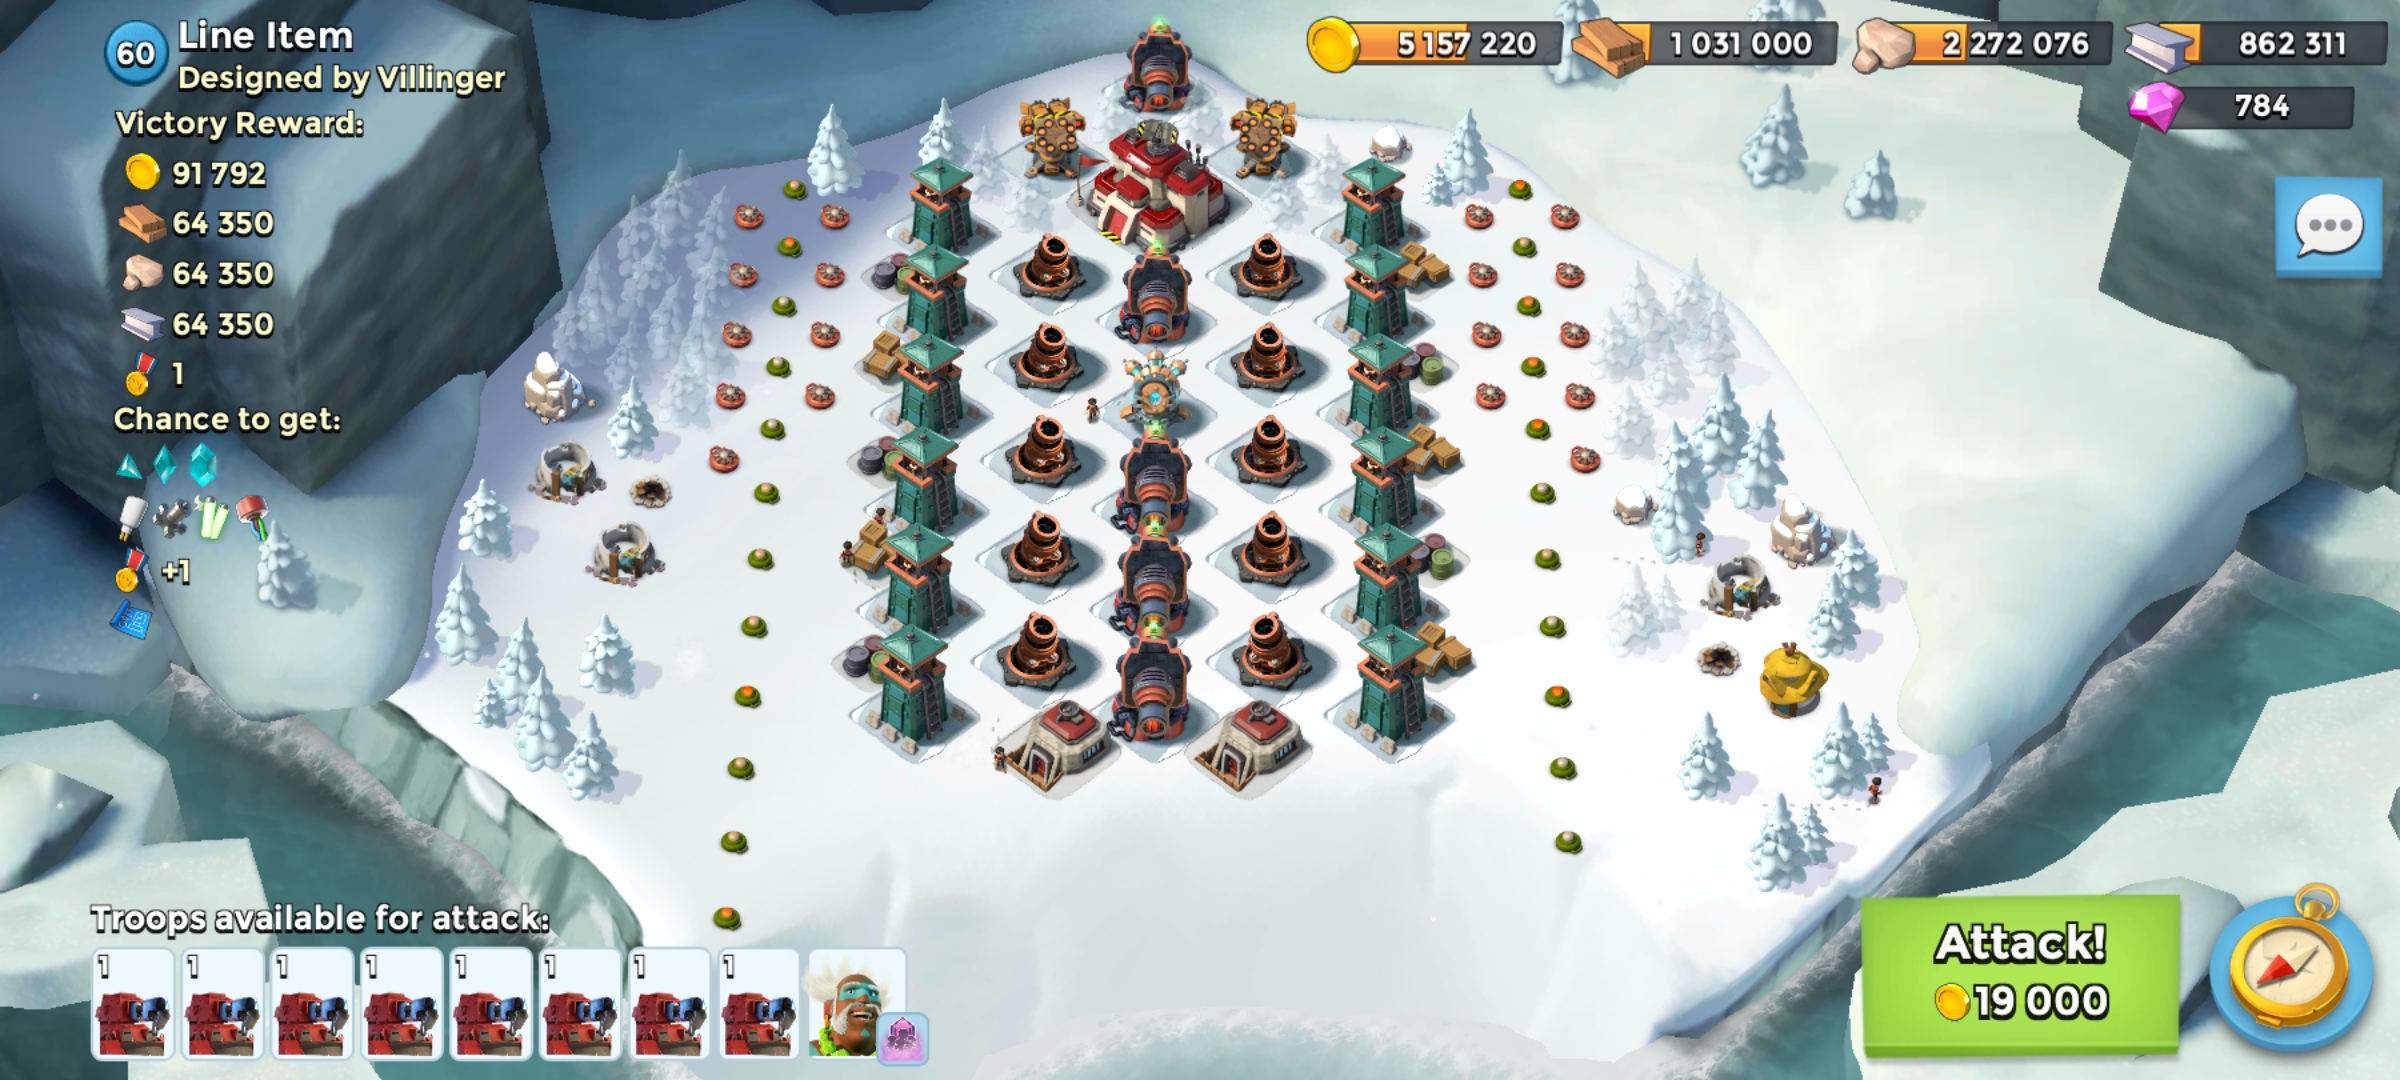 60
Line Item
Designed by Villinger
Victory Reward:
91 792
64 350
64 350
64 350
1
Chance to get:
+1
5 157 220
1 031 000
2 272 076
862 311
784
Troops available for attack:
1 1 1 1 1 1 1 1
Attack!
19 000